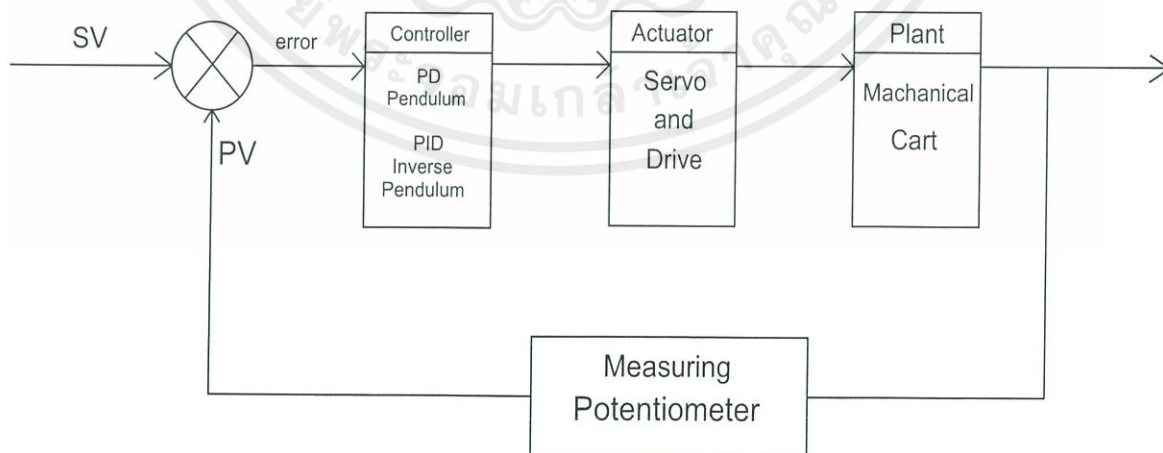 SV
error
PV
Controller
PD
Pendulum
PID
Inverse
Pendulum
Actuator
Servo
and
Drive
Plant
Machanical
Cart
Measuring
Potentiometer